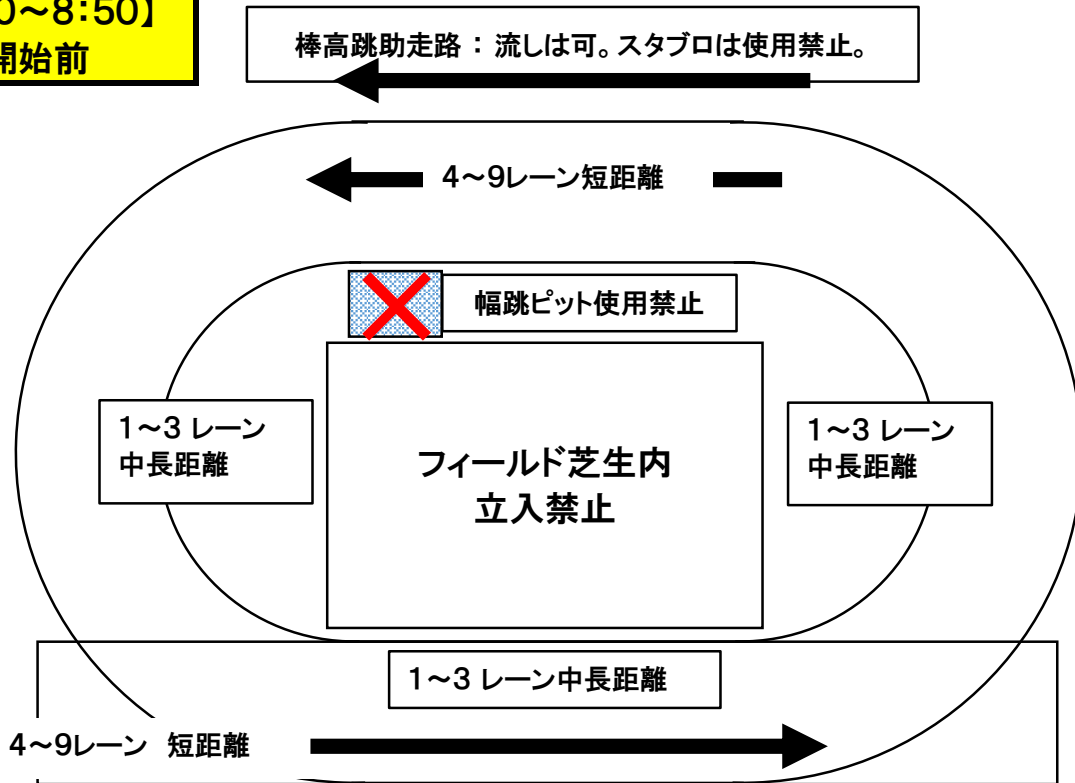 0～8:50】
開始前
棒高跳助走路：流しは可。スタブロは使用禁止。
4～9レーン短距離
幅跳ピット使用禁止
1～3 レーン
中長距離
フィールド芝生内
立入禁止
1～3 レーン
中長距離
1～3 レーン中長距離
4～9レーン 短距離